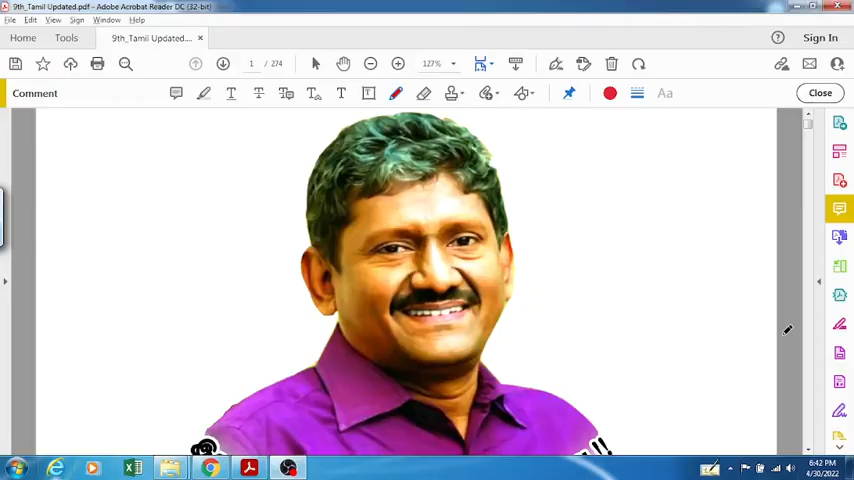 9th_Tamil Updated.pdf - Adobe Acrobat Reader DC (32-bit)
File Edit View Sign Window Help
Home Tools 9th_Tamil Updated.... × Sign In
1 / 274 127%
Comment Close
6:42 PM
4/30/2022